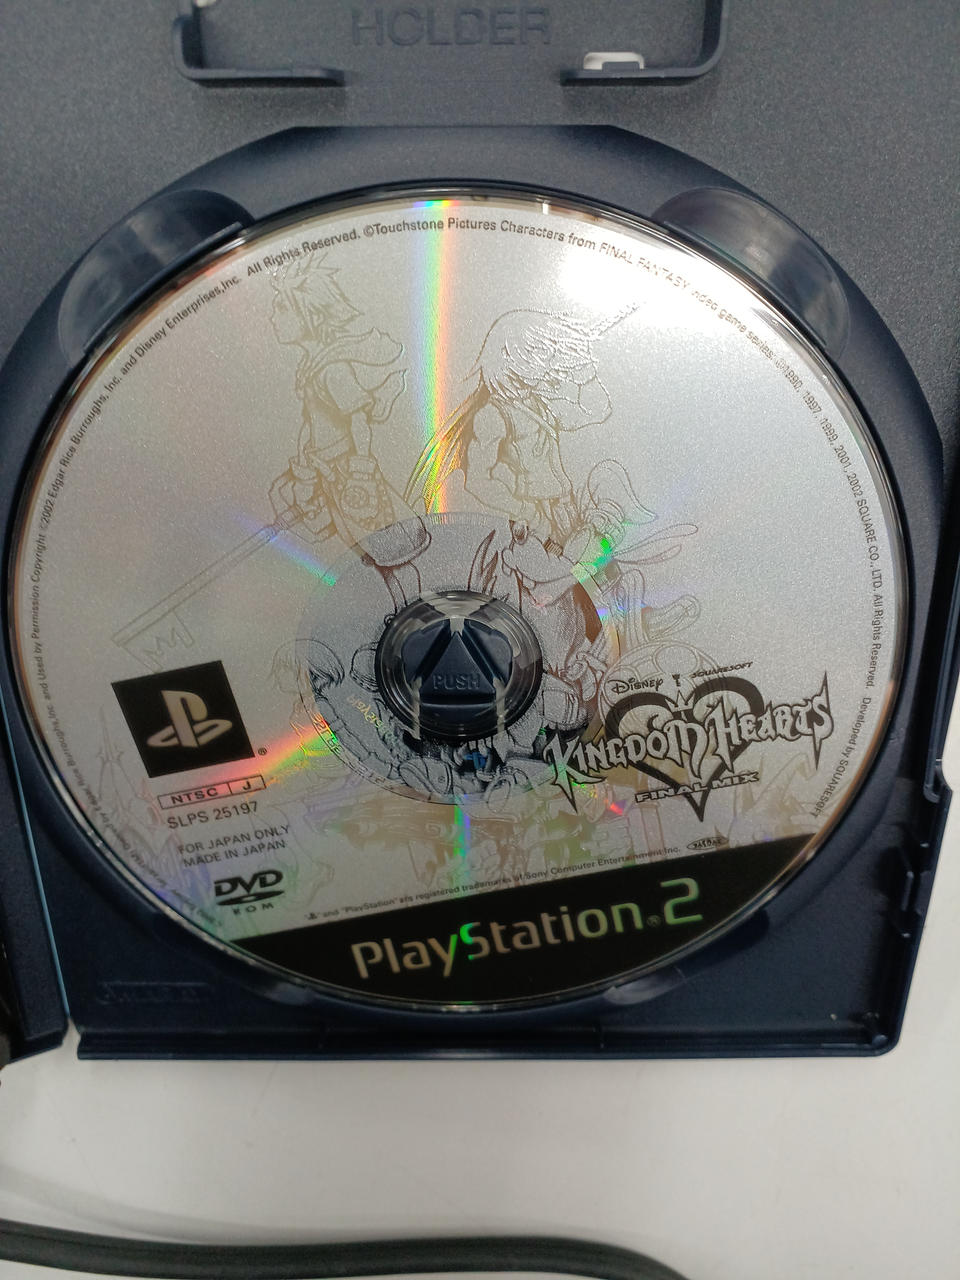 HOLDER
©2002 Edgar Rice Burroughs, Inc. and Disney Enterprises,Inc. All Rights Reserved. ©Touchstone Pictures Characters from FINAL FANTASY video game series: ©1990, 1997, 1999, 2001, 2002 SQUARE CO., LTD. All Rights Reserved. Developed by SQUARESOFT
and Used by Permission Copyright
PUSH
DISNEY SQUARESOFT
KINGDOM HEARTS
FINAL MIX
®
NTSC J
SLPS 25197
FOR JAPAN ONLY
MADE IN JAPAN
DVD
ROM
" " and "PlayStation" are registered trademarks of Sony Computer Entertainment Inc.
PlayStation®2